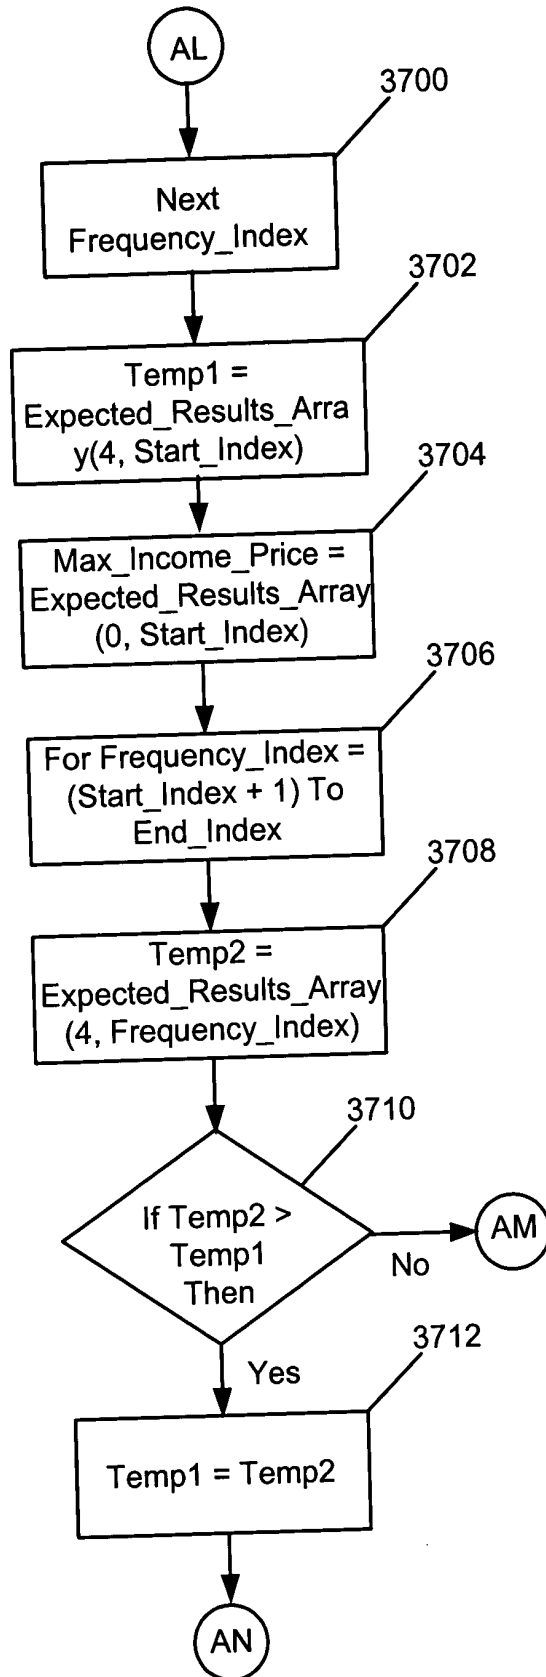 AL
3700
Next
Frequency_Index
3702
Temp1 =
Expected_Results_Arra
y(4, Start_Index)
3704
Max_Income_Price =
Expected_Results_Array
(0, Start_Index)
3706
For Frequency_Index =
(Start_Index + 1) To
End_Index
3708
Temp2 =
Expected_Results_Array
(4, Frequency_Index)
3710
If Temp2 >
Temp1
Then
AM
No
Yes
3712
Temp1 = Temp2
AN